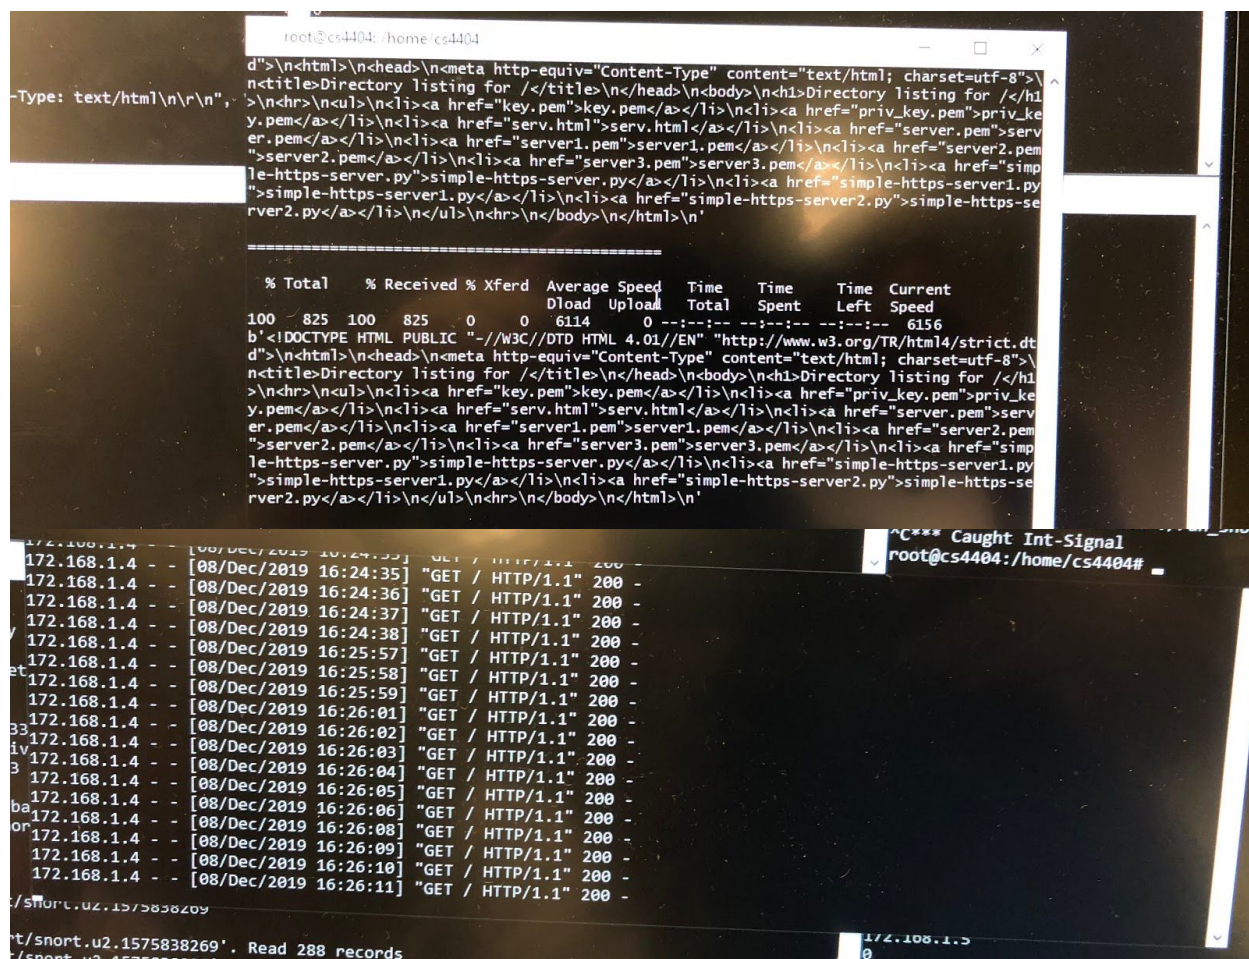 root@cs4404: /home/cs4404
d">\n<html>\n<head>\n<meta http-equiv="Content-Type" content="text/html; charset=utf-8">\
n<title>Directory listing for /</title>\n</head>\n<body>\n<h1>Directory listing for /</h1
>\n<hr>\n<ul>\n<li><a href="key.pem">key.pem</a></li>\n<li><a href="priv_key.pem">priv_ke
y.pem</a></li>\n<li><a href="serv.html">serv.html</a></li>\n<li><a href="server.pem">serv
er.pem</a></li>\n<li><a href="server1.pem">server1.pem</a></li>\n<li><a href="server2.pem
">server2.pem</a></li>\n<li><a href="server3.pem">server3.pem</a></li>\n<li><a href="simp
le-https-server.py">simple-https-server.py</a></li>\n<li><a href="simple-https-server1.py
">simple-https-server1.py</a></li>\n<li><a href="simple-https-server2.py">simple-https-se
rver2.py</a></li>\n</ul>\n<hr>\n</body>\n</html>\n'
-Type: text/html\n\r\n",
=============================================
% Total % Received % Xferd Average Speed Time Time Time Current
Dload Upload Total Spent Left Speed
100 825 100 825 0 0 6114 0 --:--:-- --:--:-- --:--:-- 6156
b'<!DOCTYPE HTML PUBLIC "-//W3C//DTD HTML 4.01//EN" "http://www.w3.org/TR/html4/strict.dt
d">\n<html>\n<head>\n<meta http-equiv="Content-Type" content="text/html; charset=utf-8">\
n<title>Directory listing for /</title>\n</head>\n<body>\n<h1>Directory listing for /</h1
>\n<hr>\n<ul>\n<li><a href="key.pem">key.pem</a></li>\n<li><a href="priv_key.pem">priv_ke
y.pem</a></li>\n<li><a href="serv.html">serv.html</a></li>\n<li><a href="server.pem">serv
er.pem</a></li>\n<li><a href="server1.pem">server1.pem</a></li>\n<li><a href="server2.pem
">server2.pem</a></li>\n<li><a href="server3.pem">server3.pem</a></li>\n<li><a href="simp
le-https-server.py">simple-https-server.py</a></li>\n<li><a href="simple-https-server1.py
">simple-https-server1.py</a></li>\n<li><a href="simple-https-server2.py">simple-https-se
rver2.py</a></li>\n</ul>\n<hr>\n</body>\n</html>\n'
^C*** Caught Int-Signal
root@cs4404:/home/cs4404#
172.168.1.4 - - [08/Dec/2019 16:24:35] "GET / HTTP/1.1" 200 -
172.168.1.4 - - [08/Dec/2019 16:24:36] "GET / HTTP/1.1" 200 -
172.168.1.4 - - [08/Dec/2019 16:24:37] "GET / HTTP/1.1" 200 -
172.168.1.4 - - [08/Dec/2019 16:24:38] "GET / HTTP/1.1" 200 -
172.168.1.4 - - [08/Dec/2019 16:25:57] "GET / HTTP/1.1" 200 -
172.168.1.4 - - [08/Dec/2019 16:25:58] "GET / HTTP/1.1" 200 -
172.168.1.4 - - [08/Dec/2019 16:25:59] "GET / HTTP/1.1" 200 -
172.168.1.4 - - [08/Dec/2019 16:26:01] "GET / HTTP/1.1" 200 -
172.168.1.4 - - [08/Dec/2019 16:26:02] "GET / HTTP/1.1" 200 -
172.168.1.4 - - [08/Dec/2019 16:26:03] "GET / HTTP/1.1" 200 -
172.168.1.4 - - [08/Dec/2019 16:26:04] "GET / HTTP/1.1" 200 -
172.168.1.4 - - [08/Dec/2019 16:26:05] "GET / HTTP/1.1" 200 -
172.168.1.4 - - [08/Dec/2019 16:26:06] "GET / HTTP/1.1" 200 -
172.168.1.4 - - [08/Dec/2019 16:26:08] "GET / HTTP/1.1" 200 -
172.168.1.4 - - [08/Dec/2019 16:26:09] "GET / HTTP/1.1" 200 -
172.168.1.4 - - [08/Dec/2019 16:26:10] "GET / HTTP/1.1" 200 -
172.168.1.4 - - [08/Dec/2019 16:26:11] "GET / HTTP/1.1" 200 -
t/snort.u2.1575838269
rt/snort.u2.1575838269'. Read 288 records
172.168.1.5
0